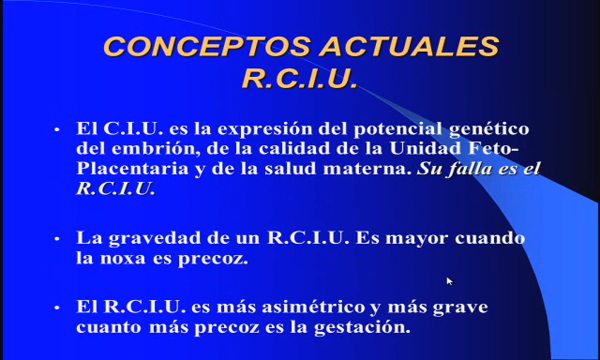 CONCEPTOS ACTUALES
R.C.I.U.
• El C.I.U. es la expresión del potencial genético
del embrión, de la calidad de la Unidad Feto-
Placentaria y de la salud materna. Su falla es el
R.C.I.U.
• La gravedad de un R.C.I.U. Es mayor cuando
la noxa es precoz.
• El R.C.I.U. es más asimétrico y más grave
cuanto más precoz es la gestación.